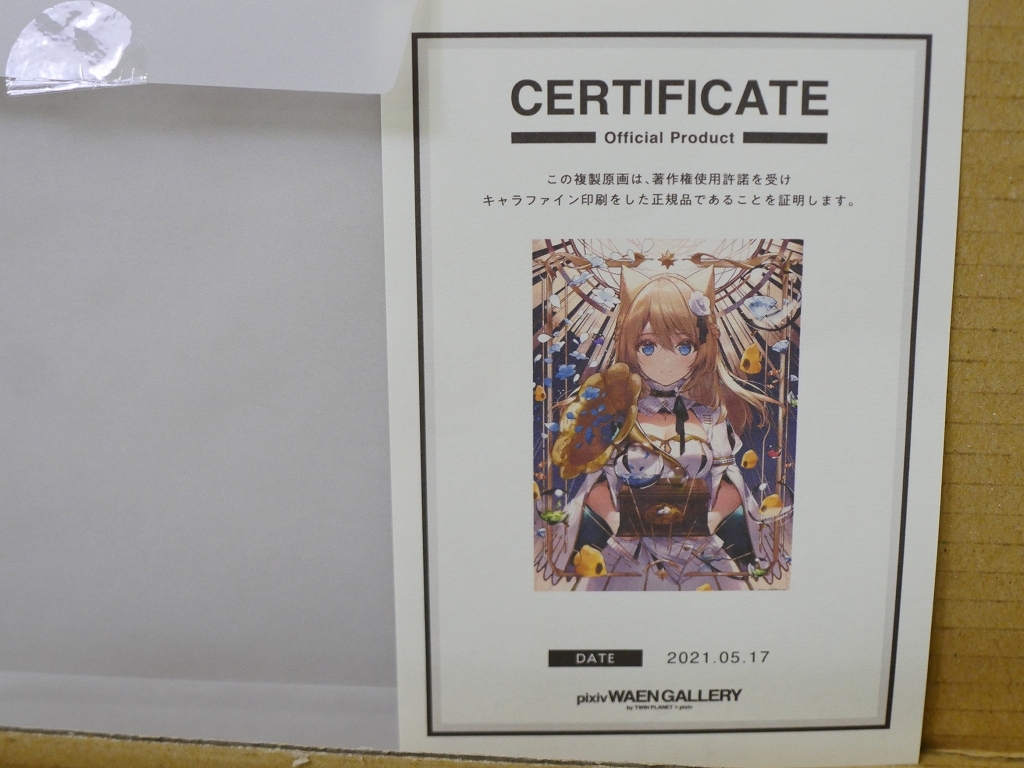 CERTIFICATE
Official Product
この複製原画は、著作権使用許諾を受け
キャラファイン印刷をした正規品であることを証明します。
DATE 2021.05.17
pixiv WAEN GALLERY
by TWIN PLANET × pixiv